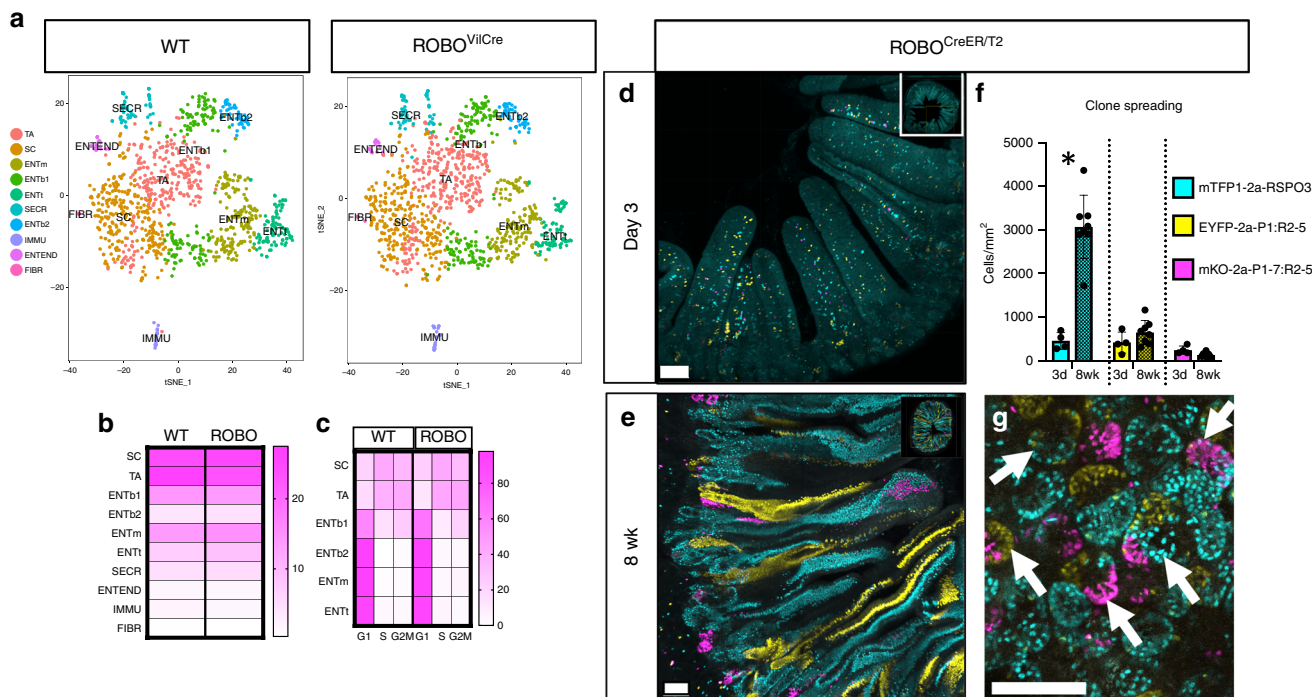 a
WT
ROBO^VilCre
20
0
−20
−40 −20 0 20 40
tSNE_1
SECR
ENTb2
ENTEND
ENTb1
TA
FIBR
SC
ENTm
ENTt
IMMU
TA
SC
ENTm
ENTb1
ENTt
SECR
ENTb2
IMMU
ENTEND
FIBR
tSNE_2
20
0
−20
−40 −20 0 20 40
tSNE_1
SECR
ENTb2
ENTEND
ENTb1
TA
FIBR
SC
ENTm
ENTt
IMMU
b
WT ROBO
SC
TA
ENTb1
ENTb2
ENTm
ENTt
SECR
ENTEND
IMMU
FIBR
20
10
c
WT ROBO
SC
TA
ENTb1
ENTb2
ENTm
ENTt
G1 S G2M G1 S G2M
80
60
40
20
0
ROBO^CreER/T2
d
Day 3
e
8 wk
f
Clone spreading
Cells/mm²
5000
4000
3000
2000
1000
0
*
3d 8wk 3d 8wk 3d 8wk
mTFP1-2a-RSPO3
EYFP-2a-P1:R2-5
mKO-2a-P1-7:R2-5
g